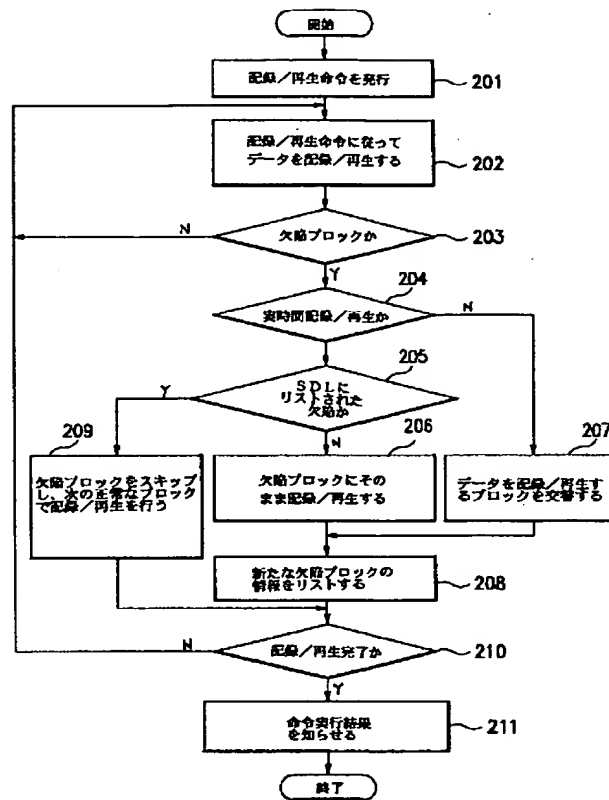 開始
記録／再生命令を発行
201
記録／再生命令に従って
データを記録／再生する
202
欠陥ブロックか
203
N
Y
204
実時間記録／再生か
N
205
SDLに
リストされた
欠陥か
Y
N
209
206
207
欠陥ブロックをスキップ
し、次の正常なブロック
で記録／再生を行う
欠陥ブロックにその
まま記録／再生する
データを記録／再生す
るブロックを交替する
新たな欠陥ブロックの
情報をリストする
208
記録／再生完了か
210
N
Y
命令実行結果
を知らせる
211
終了